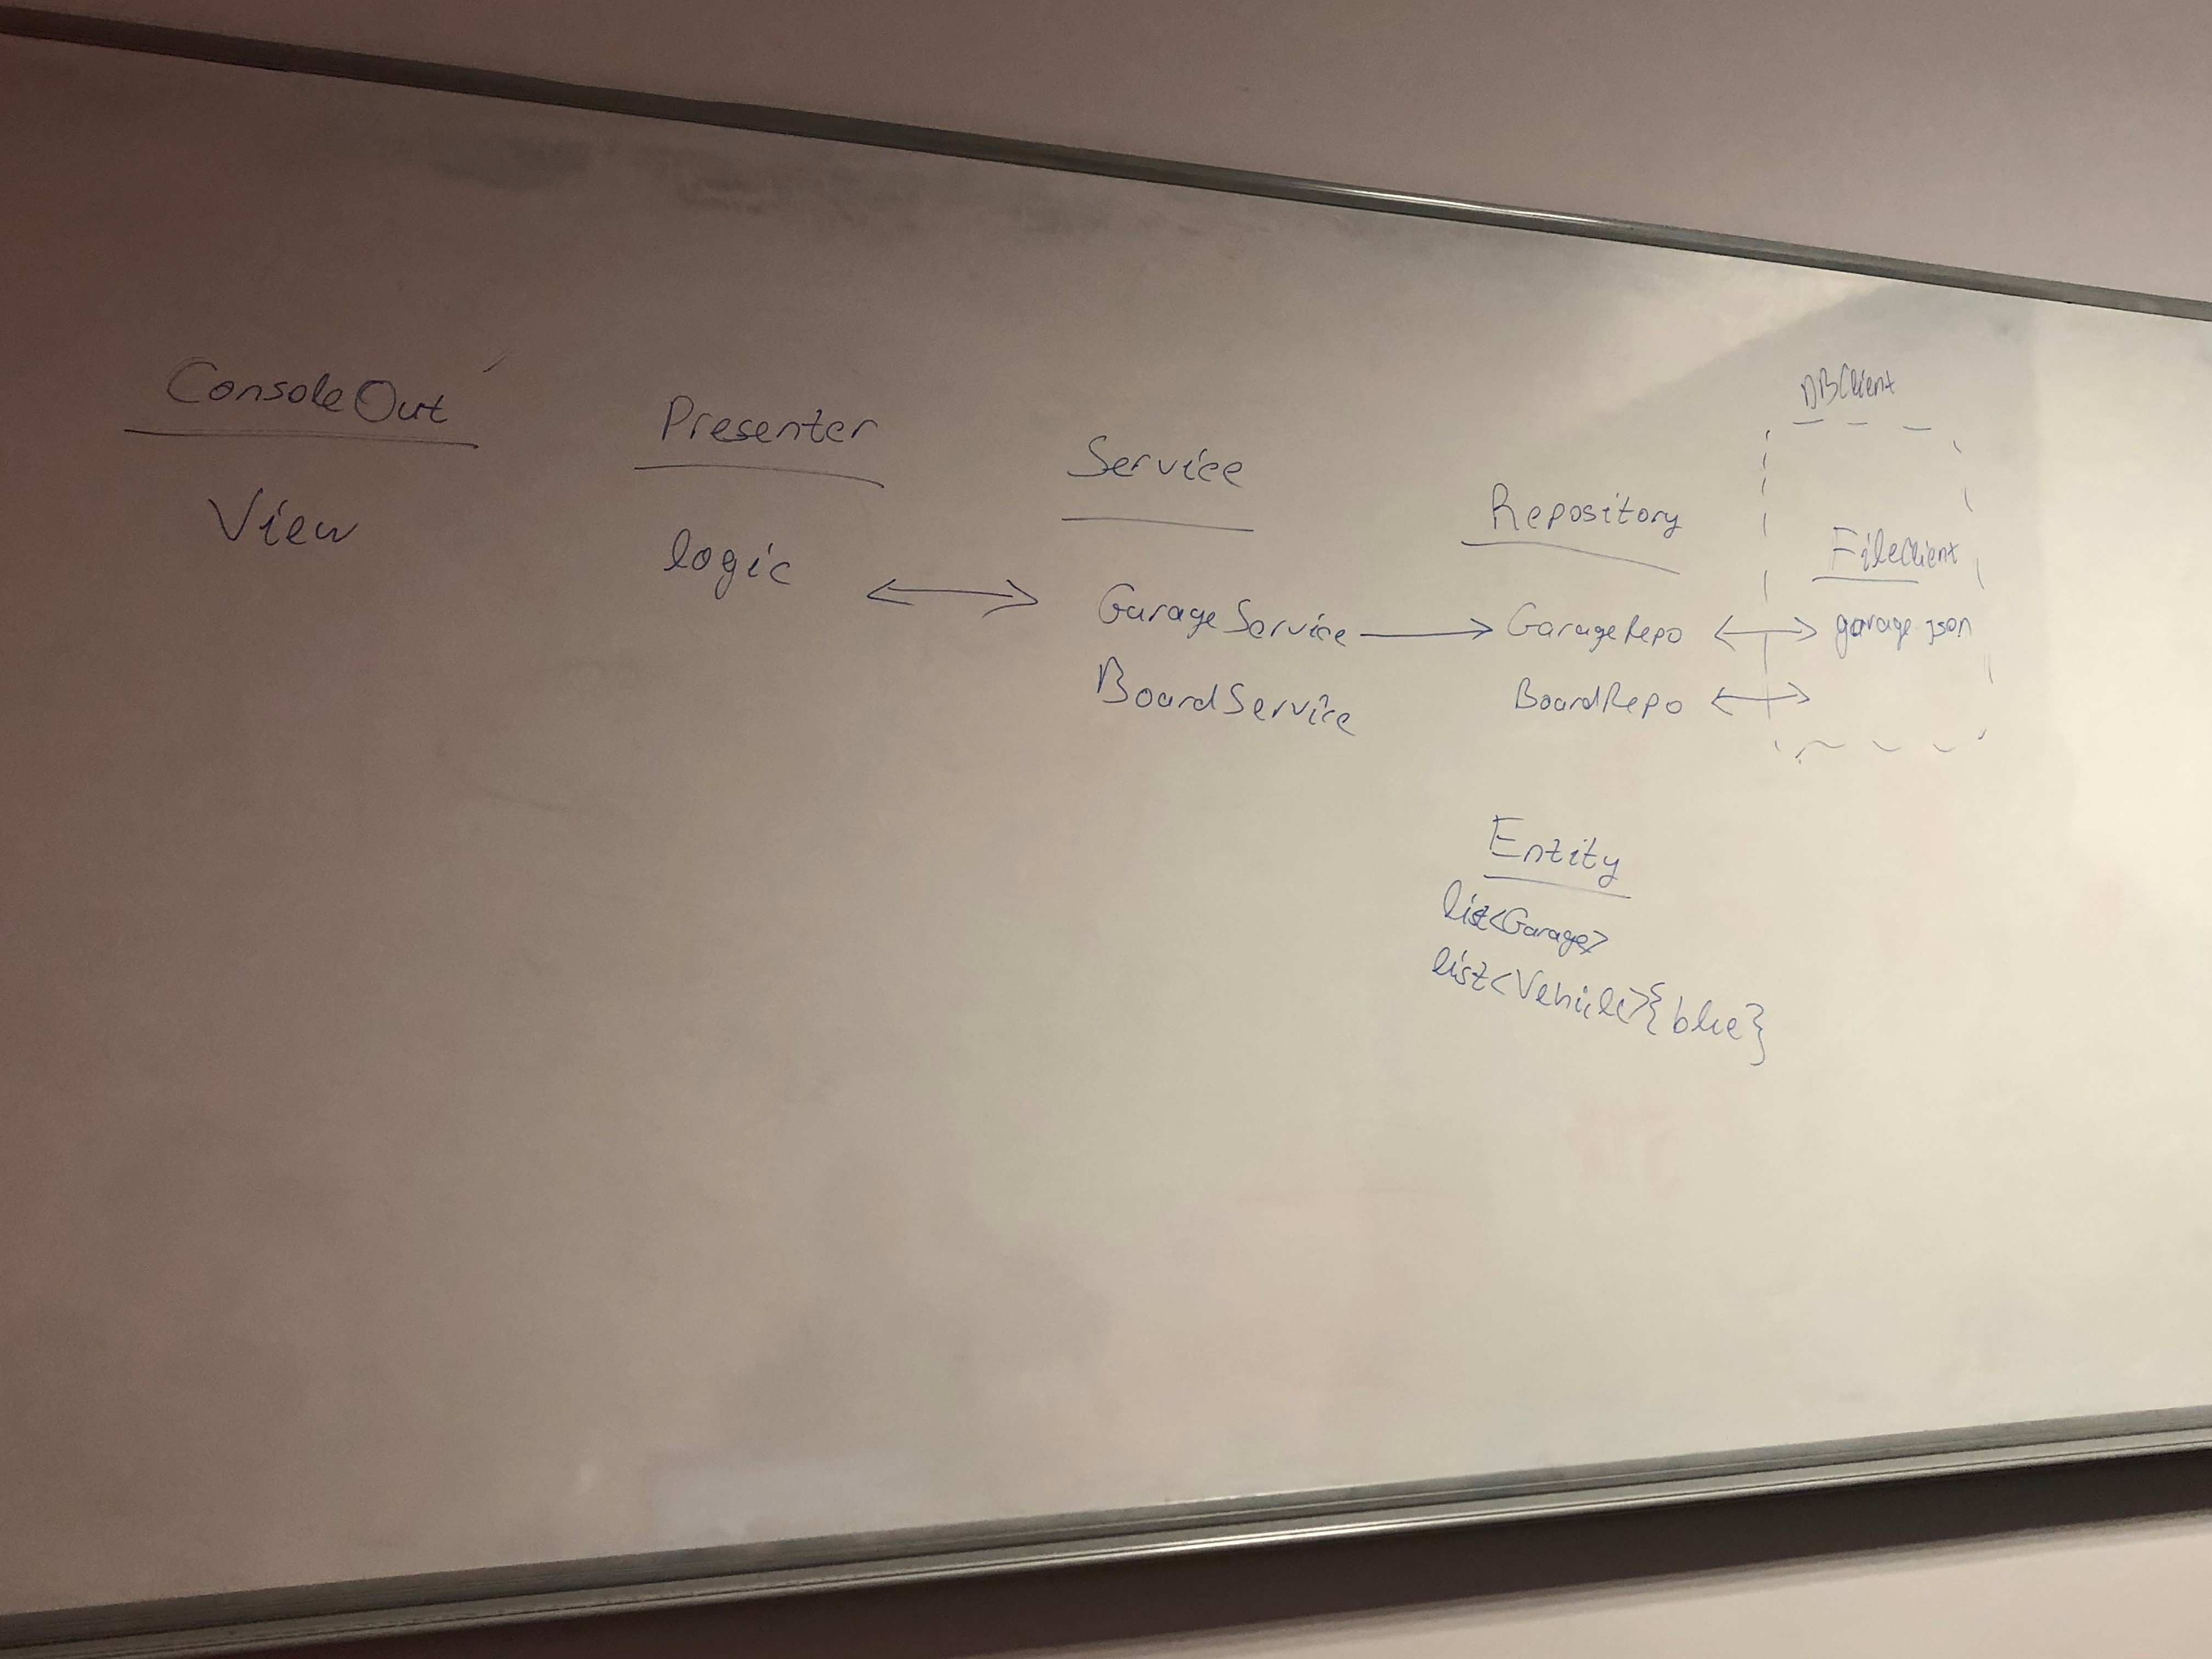 ConsoleOut
View
Presenter
logic
Service
GarageService
BoardService
Repository
GarageRepo
BoardRepo
DBClient
FileClient
garage.json
Entity
list<Garage>
list<Vehicle>{blue}